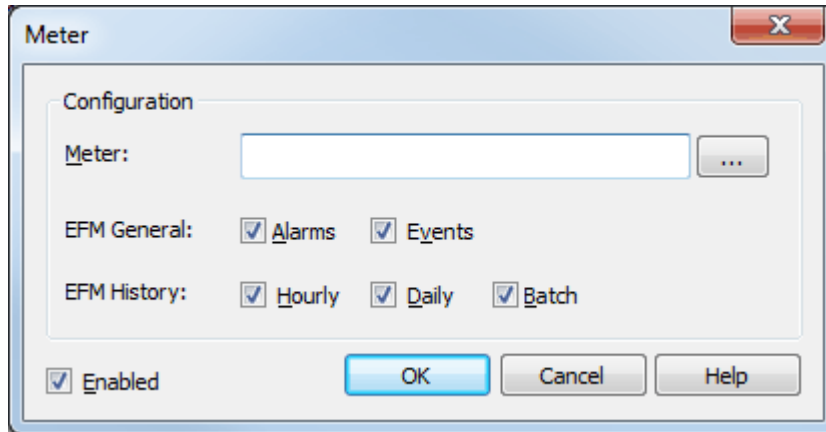 Meter
Configuration
Meter: ...
EFM General: Alarms Events
EFM History: Hourly Daily Batch
Enabled OK Cancel Help